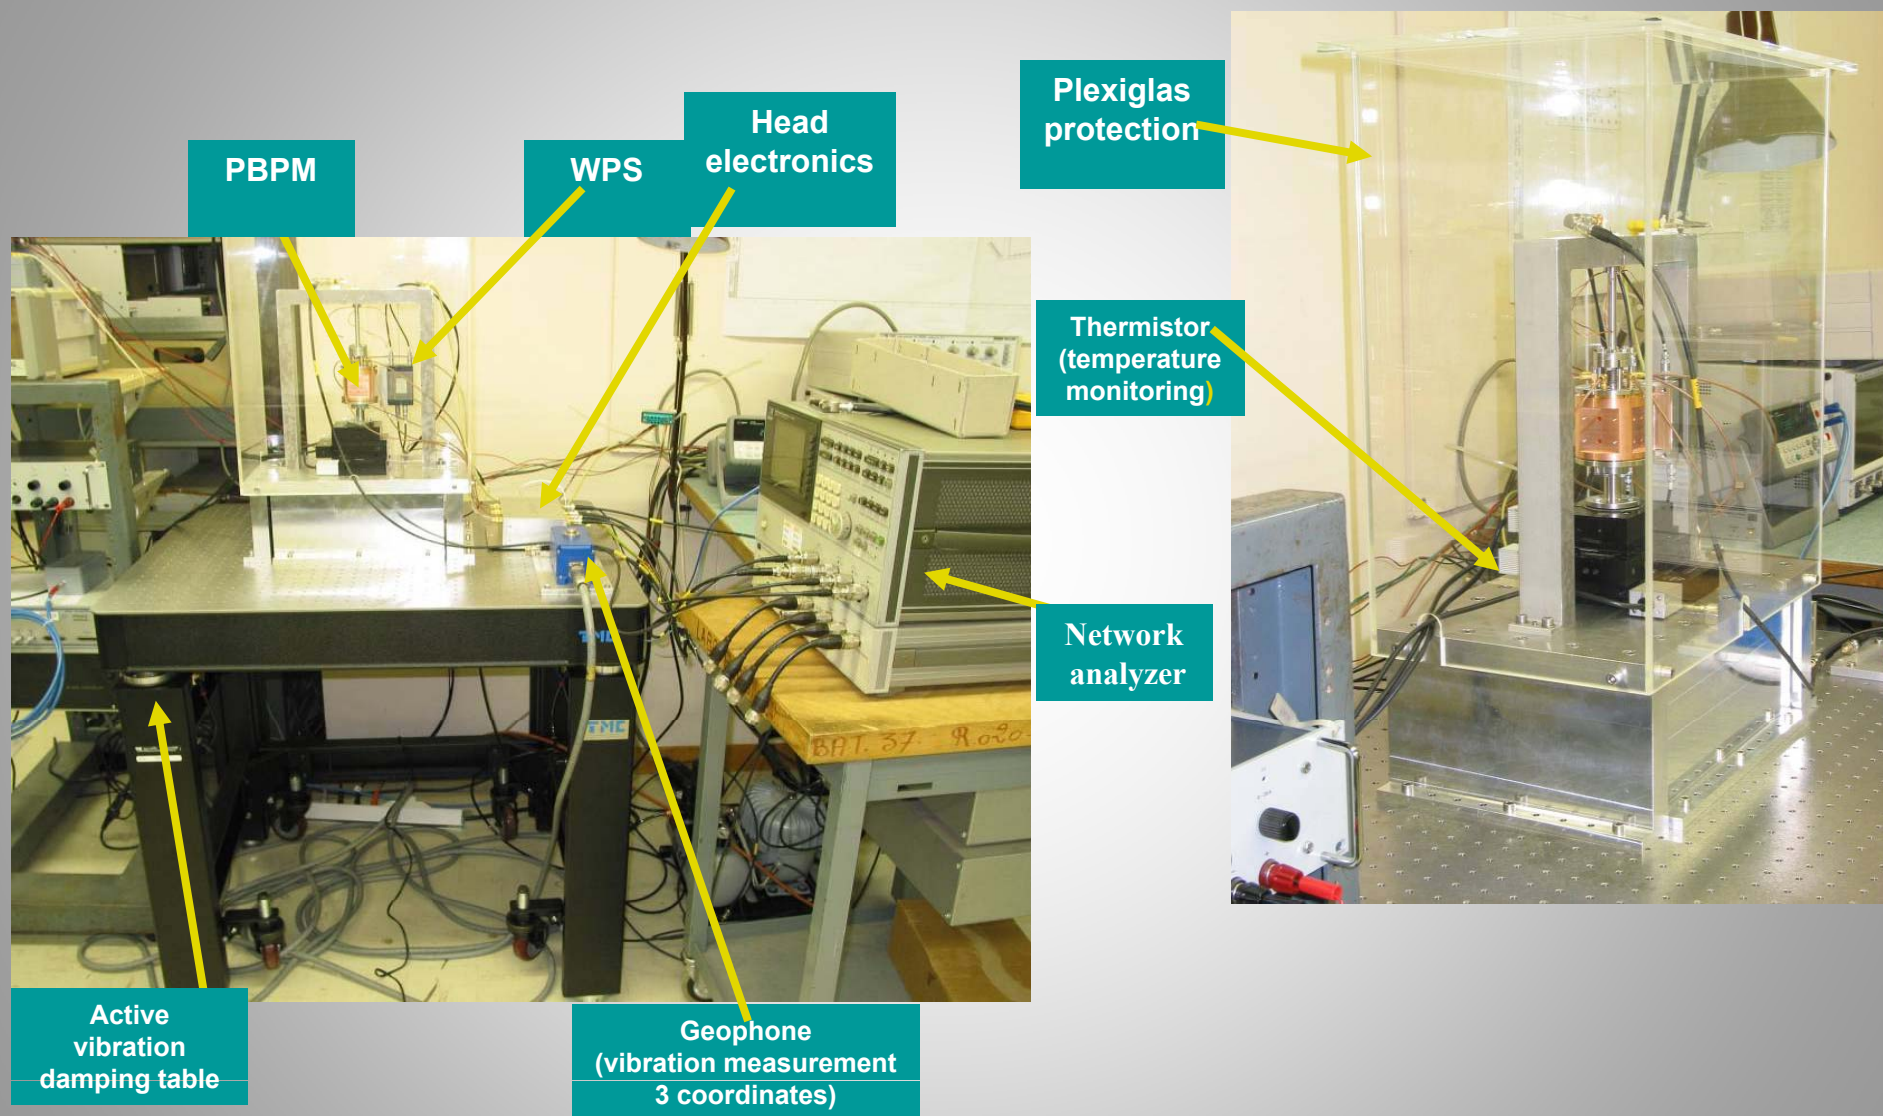 Head
electronics
PBPM
WPS
Plexiglas
protection
Thermistor
(temperature
monitoring)
Network
analyzer
TMC
TMC
BAT. 37- R.020-
Active
vibration
damping table
Geophone
(vibration measurement
3 coordinates)